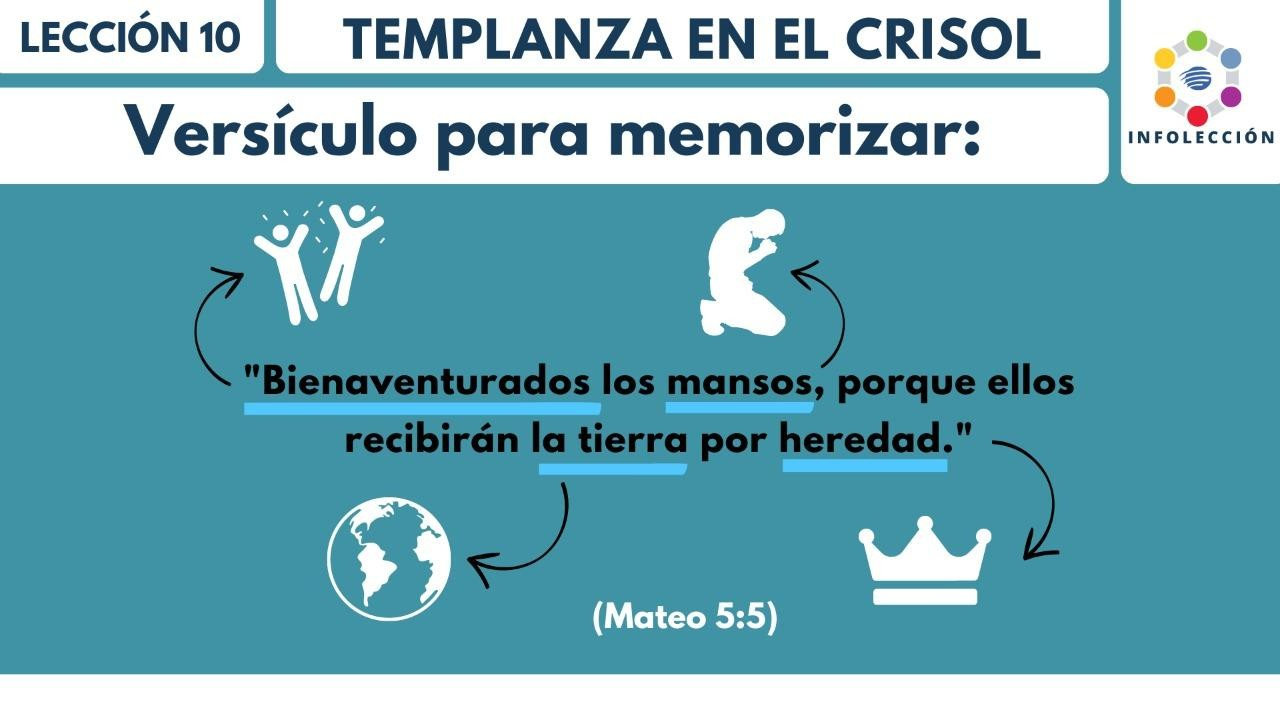 LECCIÓN 10
TEMPLANZA EN EL CRISOL
INFOLECCIÓN
Versículo para memorizar:
"Bienaventurados los mansos, porque ellos
recibirán la tierra por heredad."
(Mateo 5:5)